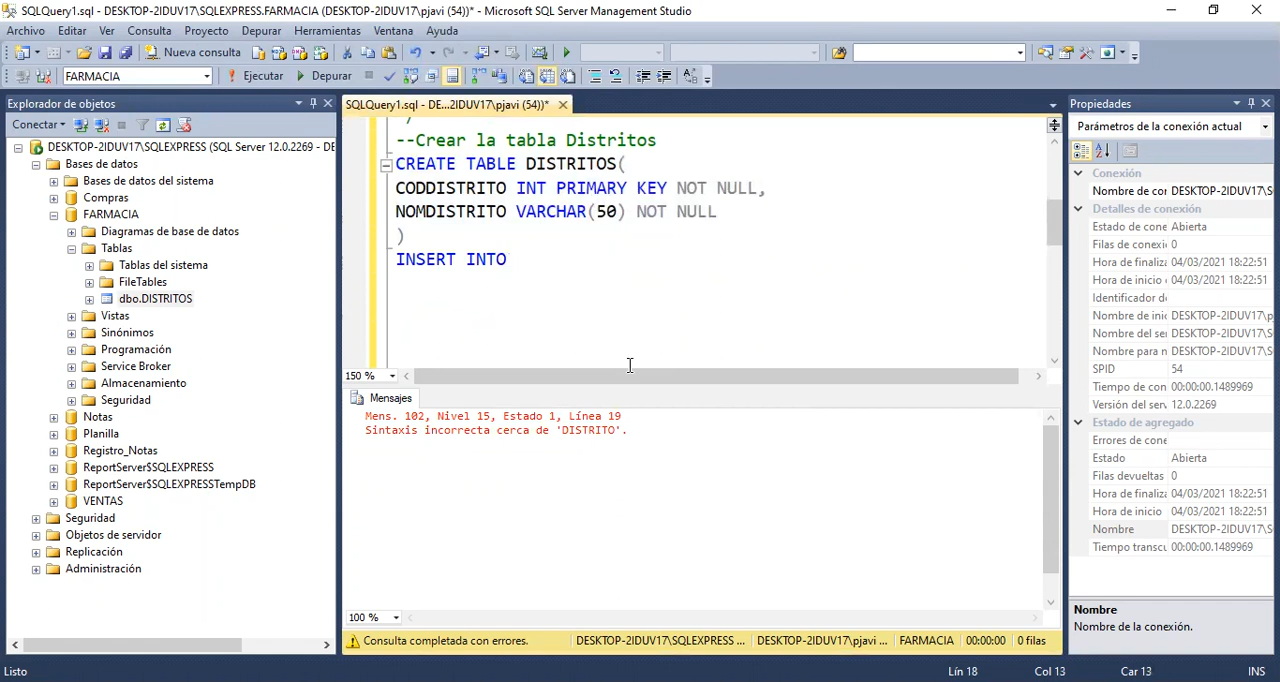 SQLQuery1.sql - DESKTOP-2IDUV17\SQLEXPRESS.FARMACIA (DESKTOP-2IDUV17\pjavi (54))* - Microsoft SQL Server Management Studio
Archivo Editar Ver Consulta Proyecto Depurar Herramientas Ventana Ayuda
Nueva consulta
FARMACIA Ejecutar Depurar
Explorador de objetos
Conectar
DESKTOP-2IDUV17\SQLEXPRESS (SQL Server 12.0.2269 - DE
Bases de datos
Bases de datos del sistema
Compras
FARMACIA
Diagramas de base de datos
Tablas
Tablas del sistema
FileTables
dbo.DISTRITOS
Vistas
Sinónimos
Programación
Service Broker
Almacenamiento
Seguridad
Notas
Planilla
Registro_Notas
ReportServer$SQLEXPRESS
ReportServer$SQLEXPRESSTempDB
VENTAS
Seguridad
Objetos de servidor
Replicación
Administración
SQLQuery1.sql - DE...2IDUV17\pjavi (54))*
--Crear la tabla Distritos
CREATE TABLE DISTRITOS(
CODDISTRITO INT PRIMARY KEY NOT NULL,
NOMDISTRITO VARCHAR(50) NOT NULL
)
INSERT INTO
150 %
Mensajes
Mens. 102, Nivel 15, Estado 1, Línea 19
Sintaxis incorrecta cerca de 'DISTRITO'.
100 %
Consulta completada con errores. DESKTOP-2IDUV17\SQLEXPRESS ... DESKTOP-2IDUV17\pjavi ... FARMACIA 00:00:00 0 filas
Propiedades
Parámetros de la conexión actual
Conexión
Nombre de cor DESKTOP-2IDUV17\S
Detalles de conexión
Estado de cone Abierta
Filas de conexi 0
Hora de finaliza 04/03/2021 18:22:51
Hora de inicio 04/03/2021 18:22:51
Identificador de
Nombre de inic DESKTOP-2IDUV17\p
Nombre del ser DESKTOP-2IDUV17\S
Nombre para n DESKTOP-2IDUV17\S
SPID 54
Tiempo de con 00:00:00.1489969
Versión del serv 12.0.2269
Estado de agregado
Errores de cone
Estado Abierta
Filas devueltas 0
Hora de finaliz 04/03/2021 18:22:51
Hora de inicio 04/03/2021 18:22:51
Nombre DESKTOP-2IDUV17\S
Tiempo transcu 00:00:00.1489969
Nombre
Nombre de la conexión.
Listo Lín 18 Col 13 Car 13 INS